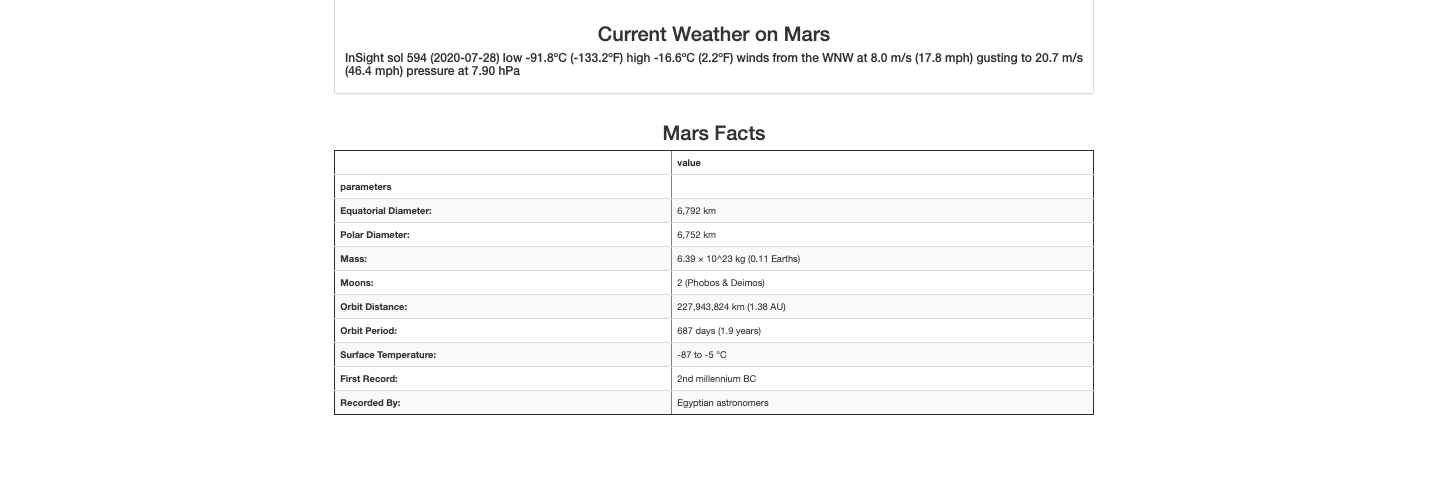 Current Weather on Mars
InSight sol 594 (2020-07-28) low -91.8ºC (-133.2ºF) high -16.6ºC (2.2ºF) winds from the WNW at 8.0 m/s (17.8 mph) gusting to 20.7 m/s
(46.4 mph) pressure at 7.90 hPa
Mars Facts
value
parameters
Equatorial Diameter: 6,792 km
Polar Diameter: 6,752 km
Mass: 6.39 × 10^23 kg (0.11 Earths)
Moons: 2 (Phobos & Deimos)
Orbit Distance: 227,943,824 km (1.38 AU)
Orbit Period: 687 days (1.9 years)
Surface Temperature: -87 to -5 °C
First Record: 2nd millennium BC
Recorded By: Egyptian astronomers